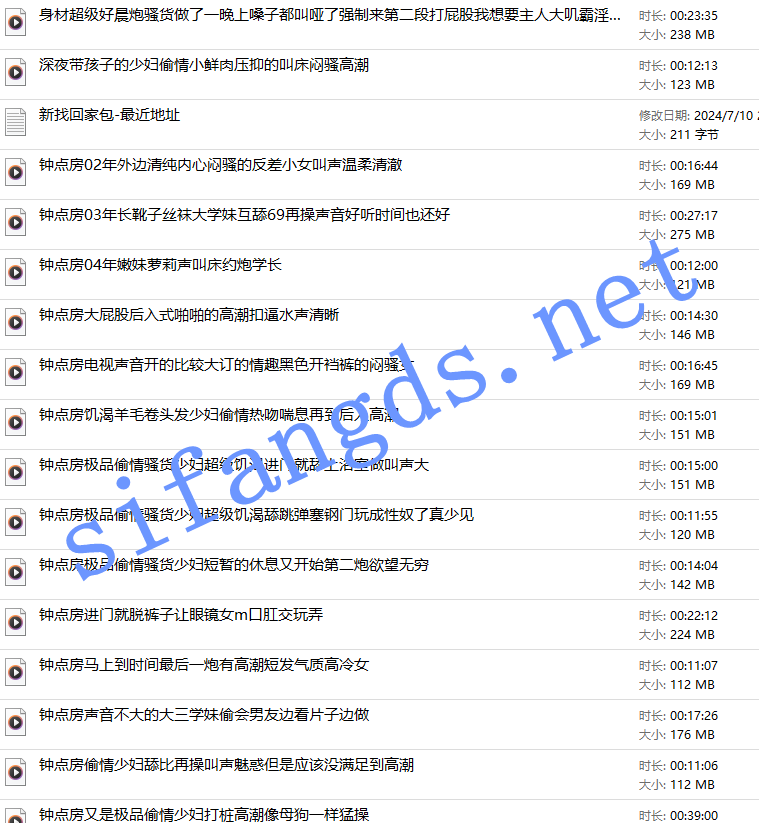 身材超级好晨炮骚货做了一晚上嗓子都叫哑了强制来第二段打屁股我想要主人大叽霸淫...
时长: 00:23:35
大小: 238 MB
深夜带孩子的少妇偷情小鲜肉压抑的叫床闷骚高潮
时长: 00:12:13
大小: 123 MB
新找回家包-最近地址
修改日期: 2024/7/10
大小: 211 字节
钟点房02年外边清纯内心闷骚的反差小女叫声温柔清澈
时长: 00:16:44
大小: 169 MB
钟点房03年长靴子丝袜大学妹互舔69再操声音好听时间也还好
时长: 00:27:17
大小: 275 MB
钟点房04年嫩妹萝莉声叫床约炮学长
时长: 00:12:00
大小: 121 MB
钟点房大屁股后入式啪啪的高潮扣逼水声清晰
时长: 00:14:30
大小: 146 MB
钟点房电视声音开的比较大订的情趣黑色开裆裤的闷骚女
时长: 00:16:45
大小: 169 MB
钟点房饥渴羊毛卷头发少妇偷情热吻喘息再到后入高潮
时长: 00:15:01
大小: 151 MB
钟点房极品偷情骚货少妇超级饥渴进门就舔上浴室做叫声大
时长: 00:15:00
大小: 151 MB
钟点房极品偷情骚货少妇超级饥渴舔跳弹塞钢门玩成性奴了真少见
时长: 00:11:55
大小: 120 MB
钟点房极品偷情骚货少妇短暂的休息又开始第二炮欲望无穷
时长: 00:14:04
大小: 142 MB
钟点房进门就脱裤子让眼镜女m口肛交玩弄
时长: 00:22:12
大小: 224 MB
钟点房马上到时间最后一炮有高潮短发气质高冷女
时长: 00:11:07
大小: 112 MB
钟点房声音不大的大三学妹偷会男友边看片子边做
时长: 00:17:26
大小: 176 MB
钟点房偷情少妇舔比再操叫声魅惑但是应该没满足到高潮
时长: 00:11:06
大小: 112 MB
钟点房又是极品偷情少妇打桩高潮像母狗一样猛操
时长: 00:39:00
sifangds.net